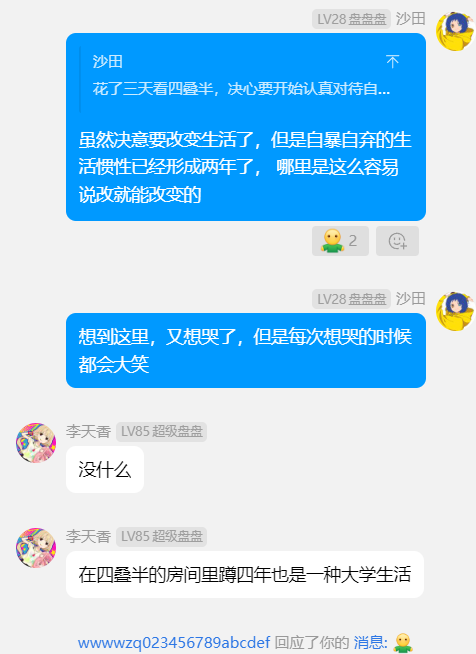 LV28 盘盘盘 沙田
沙田
花了三天看四叠半，决心要开始认真对待自...
虽然决意要改变生活了，但是自暴自弃的生
活惯性已经形成两年了， 哪里是这么容易
说改就能改变的
2
LV28 盘盘盘 沙田
想到这里，又想哭了，但是每次想哭的时候
都会大笑
李天香 LV85 超级盘盘
没什么
李天香 LV85 超级盘盘
在四叠半的房间里蹲四年也是一种大学生活
wwwwzq023456789abcdef 回应了你的 消息: